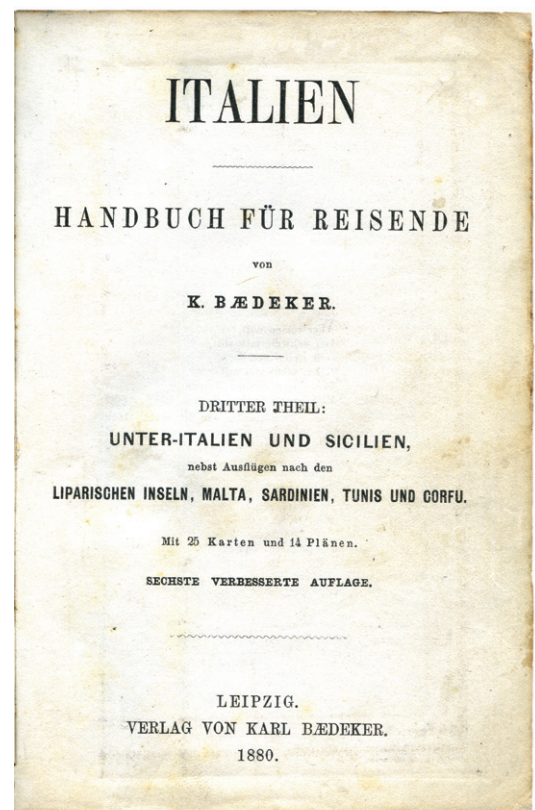 ITALIEN
HANDBUCH FÜR REISENDE
von
K. BÆDEKER.
DRITTER THEIL:
UNTER-ITALIEN UND SICILIEN,
nebst Ausflügen nach den
LIPARISCHEN INSELN, MALTA, SARDINIEN, TUNIS UND CORFU.
Mit 25 Karten und 14 Plänen.
SECHSTE VERBESSERTE AUFLAGE.
LEIPZIG.
VERLAG VON KARL BÆDEKER.
1880.